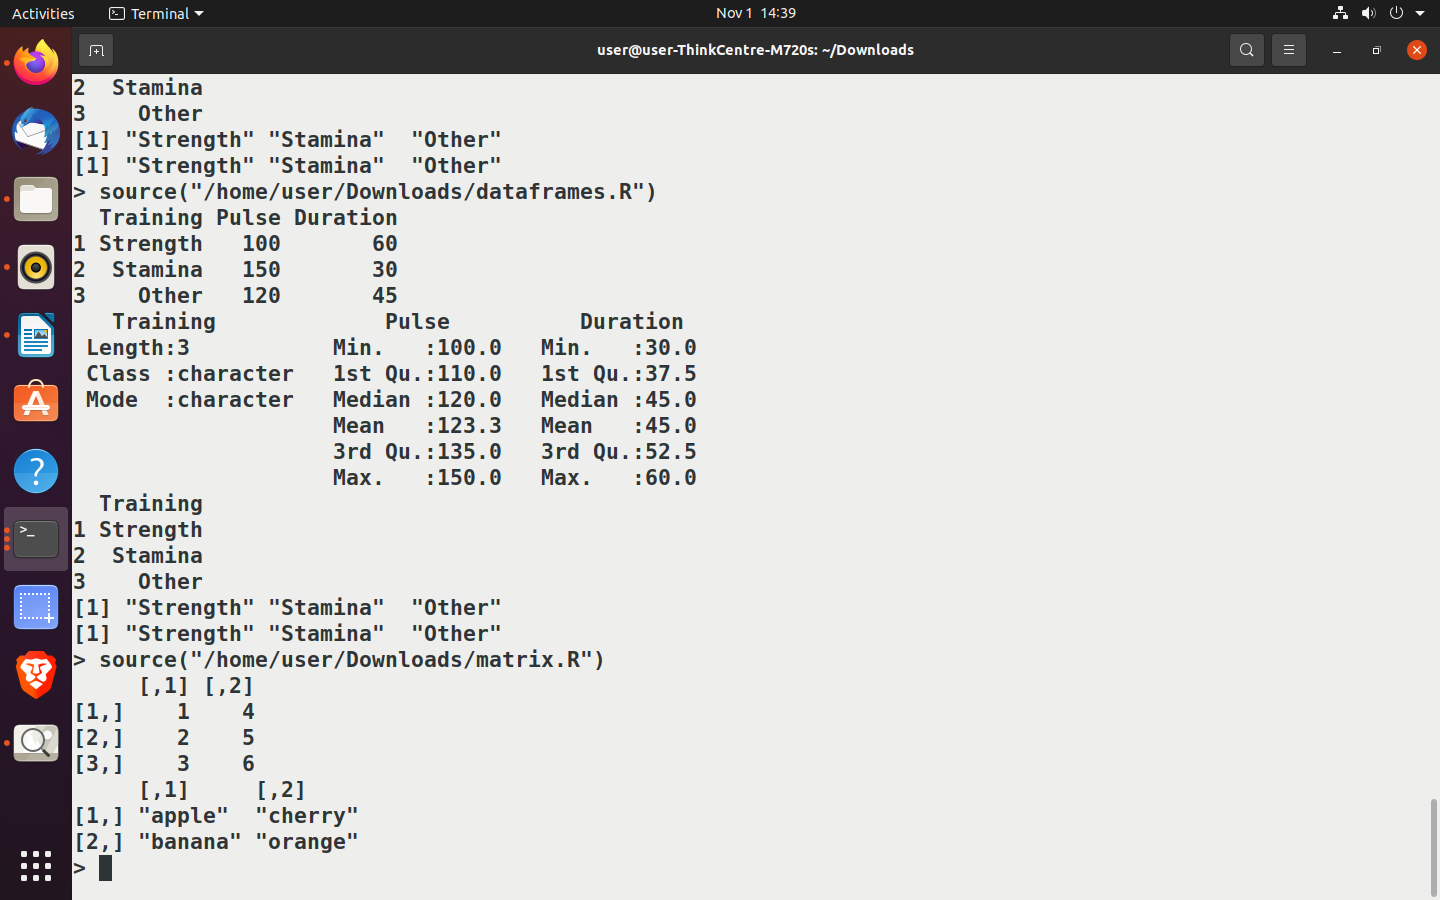 Activities Terminal Nov 1 14:39
user@user-ThinkCentre-M720s: ~/Downloads
2  Stamina
3    Other
[1] "Strength" "Stamina"  "Other"
[1] "Strength" "Stamina"  "Other"
> source("/home/user/Downloads/dataframes.R")
  Training Pulse Duration
1 Strength   100       60
2  Stamina   150       30
3    Other   120       45
   Training             Pulse          Duration
 Length:3           Min.   :100.0   Min.   :30.0
 Class :character   1st Qu.:110.0   1st Qu.:37.5
 Mode  :character   Median :120.0   Median :45.0
                    Mean   :123.3   Mean   :45.0
                    3rd Qu.:135.0   3rd Qu.:52.5
                    Max.   :150.0   Max.   :60.0
  Training
1 Strength
2  Stamina
3    Other
[1] "Strength" "Stamina"  "Other"
[1] "Strength" "Stamina"  "Other"
> source("/home/user/Downloads/matrix.R")
     [,1] [,2]
[1,]    1    4
[2,]    2    5
[3,]    3    6
     [,1]     [,2]
[1,] "apple"  "cherry"
[2,] "banana" "orange"
>